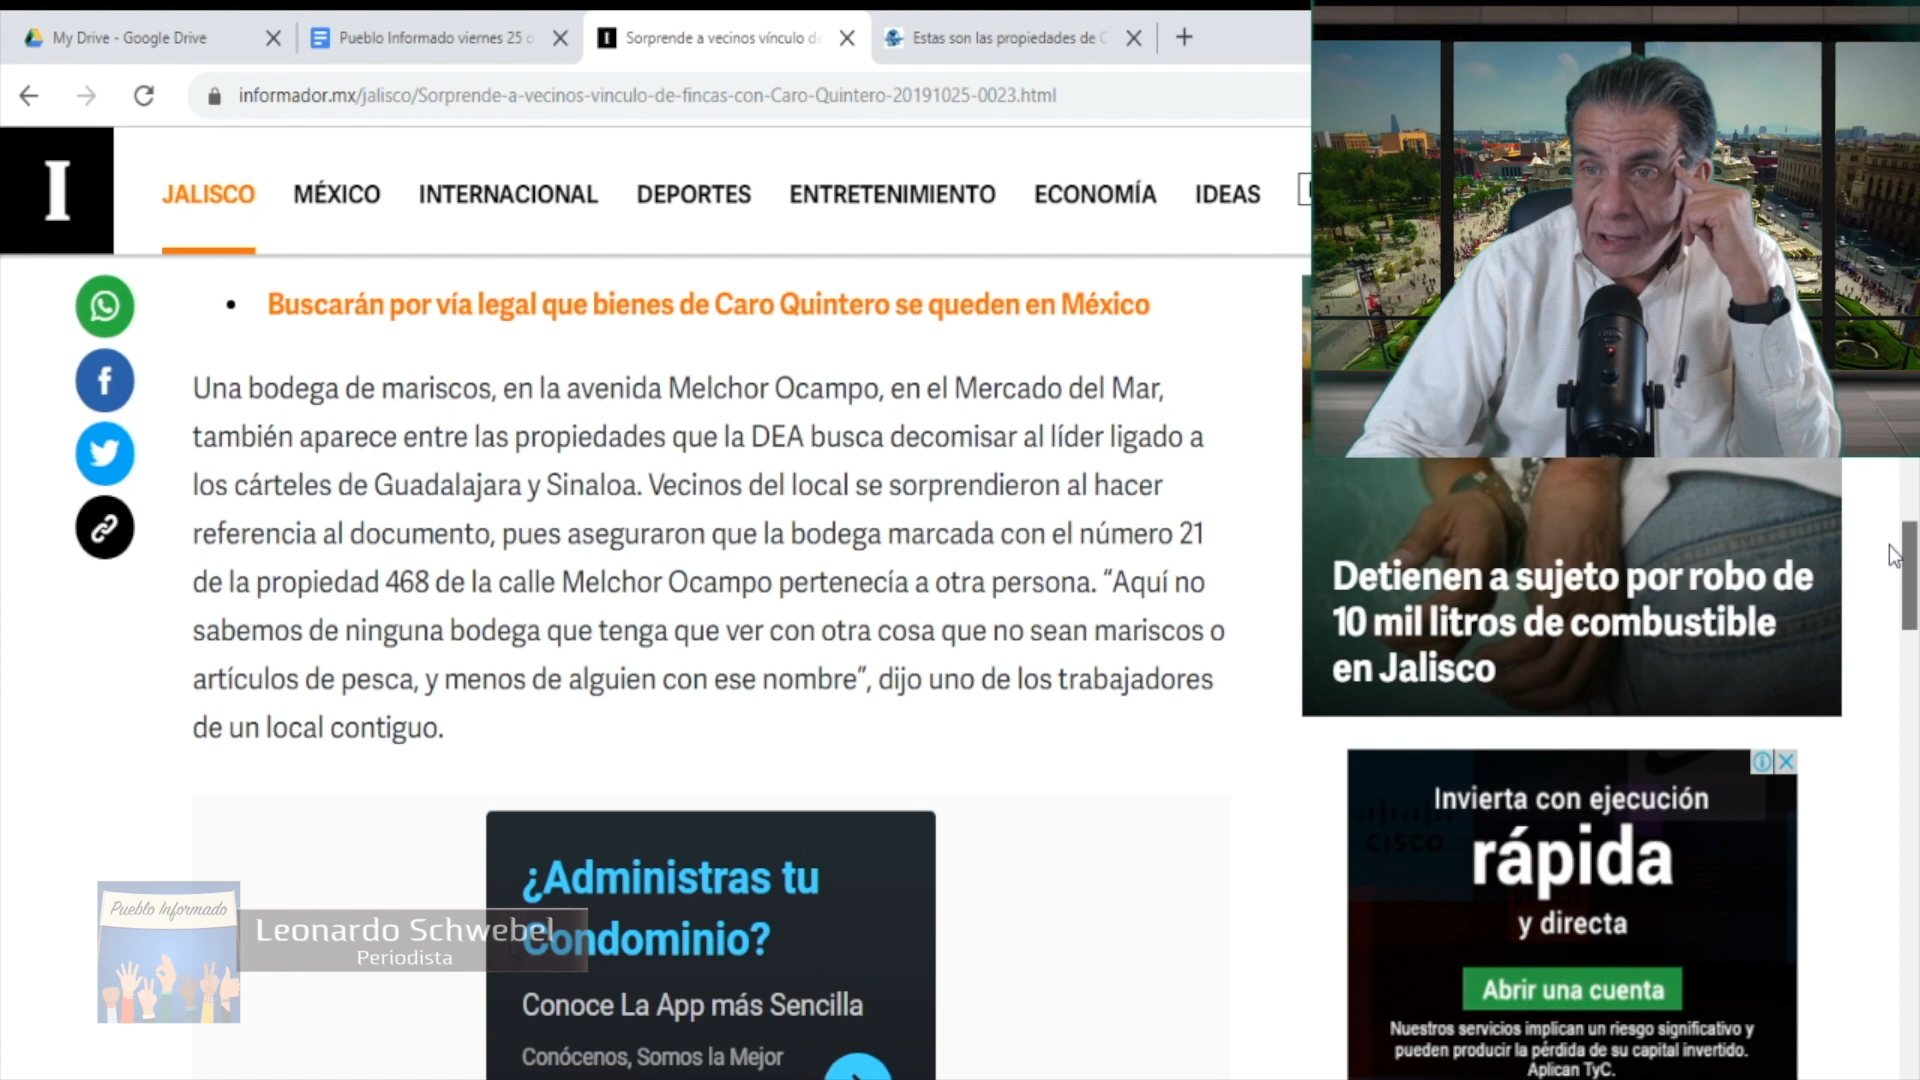 My Drive - Google Drive
Pueblo Informado viernes 25
Sorprende a vecinos vínculo
Estas son las propiedades de
informador.mx/jalisco/Sorprende-a-vecinos-vinculo-de-fincas-con-Caro-Quintero-20191025-0023.html
I
JALISCO MÉXICO INTERNACIONAL DEPORTES ENTRETENIMIENTO ECONOMÍA IDEAS
• Buscarán por vía legal que bienes de Caro Quintero se queden en México
Una bodega de mariscos, en la avenida Melchor Ocampo, en el Mercado del Mar,
también aparece entre las propiedades que la DEA busca decomisar al líder ligado a
los cárteles de Guadalajara y Sinaloa. Vecinos del local se sorprendieron al hacer
referencia al documento, pues aseguraron que la bodega marcada con el número 21
de la propiedad 468 de la calle Melchor Ocampo pertenecía a otra persona. “Aquí no
sabemos de ninguna bodega que tenga que ver con otra cosa que no sean mariscos o
artículos de pesca, y menos de alguien con ese nombre”, dijo uno de los trabajadores
de un local contiguo.
Detienen a sujeto por robo de
10 mil litros de combustible
en Jalisco
¿Administras tu
Condominio?
Conoce La App más Sencilla
Conócenos, Somos la Mejor
Pueblo Informado
Leonardo Schwebel
Periodista
CISCO
Invierta con ejecución
rápida
y directa
Abrir una cuenta
Nuestros servicios implican un riesgo significativo y
pueden producir la pérdida de su capital invertido.
Aplican TyC.